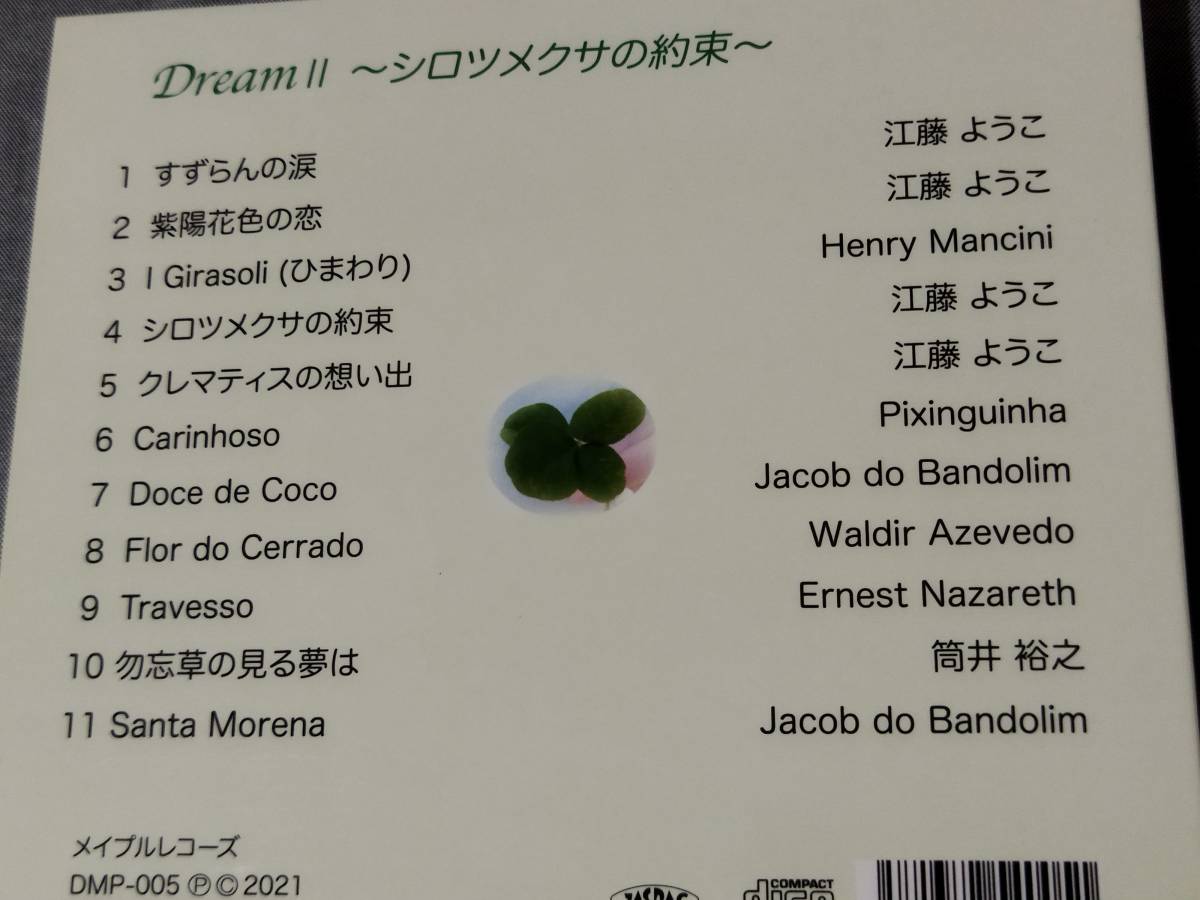 Dream II ～シロツメクサの約束～
1 すずらんの涙 江藤 ようこ
2 紫陽花色の恋 江藤 ようこ
3 I Girasoli (ひまわり) Henry Mancini
4 シロツメクサの約束 江藤 ようこ
5 クレマティスの想い出 江藤 ようこ
6 Carinhoso Pixinguinha
7 Doce de Coco Jacob do Bandolim
8 Flor do Cerrado Waldir Azevedo
9 Travesso Ernest Nazareth
10 勿忘草の見る夢は 筒井 裕之
11 Santa Morena Jacob do Bandolim
メイプルレコーズ
DMP-005 ℗© 2021
JASRAC
COMPACT
disc